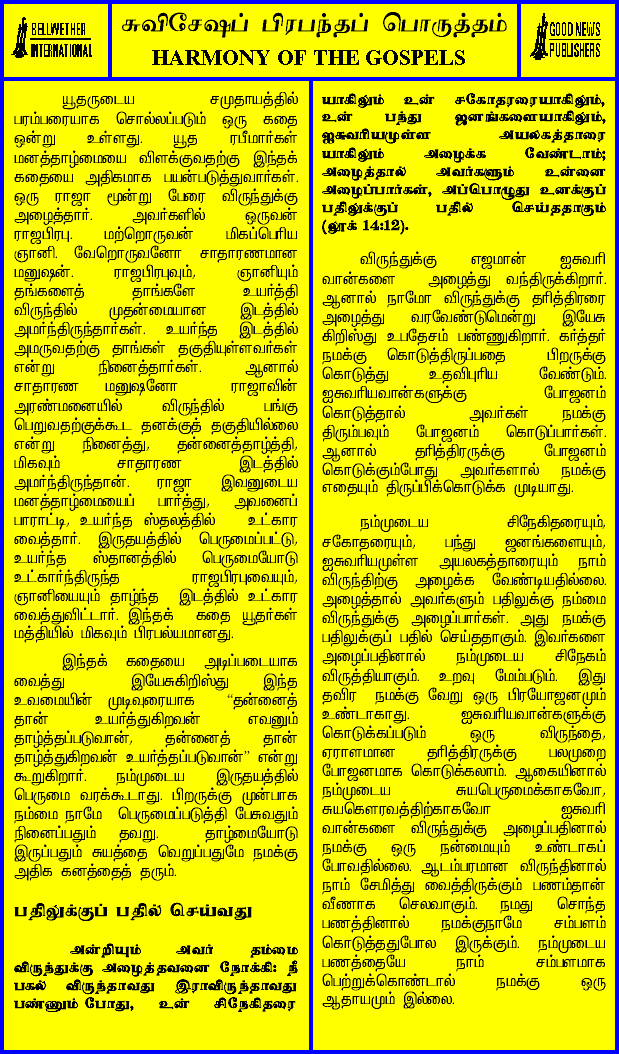 BELLWETHER
INTERNATIONAL
சுவிசேஷப் பிரபந்தப் பொருத்தம்
HARMONY OF THE GOSPELS
GOOD NEWS
PUBLISHERS
யூதருடைய சமுதாயத்தில்
பரம்பரையாக சொல்லப்படும் ஒரு கதை
ஒன்று உள்ளது. யூத ரபீமார்கள்
மனத்தாழ்மையை விளக்குவதற்கு இந்தக்
கதையை அதிகமாக பயன்படுத்துவார்கள்.
ஒரு ராஜா மூன்று பேரை விருந்துக்கு
அழைத்தார். அவர்களில் ஒருவன்
ராஜபிரபு. மற்றொருவன் மிகப்பெரிய
ஞானி. வேறொருவனோ சாதாரணமான
மனுஷன். ராஜபிரபுவும், ஞானியும்
தங்களைத் தாங்களே உயர்த்தி
விருந்தில் முதன்மையான இடத்தில்
அமர்ந்திருந்தார்கள். உயர்ந்த இடத்தில்
அமருவதற்கு தாங்கள் தகுதியுள்ளவர்கள்
என்று நினைத்தார்கள். ஆனால்
சாதாரண மனுஷனோ ராஜாவின்
அரண்மனையில் விருந்தில் பங்கு
பெறுவதற்குக்கூட தனக்குத் தகுதியில்லை
என்று நினைத்து, தன்னைத்தாழ்த்தி,
மிகவும் சாதாரண இடத்தில்
அமர்ந்திருந்தான். ராஜா இவனுடைய
மனத்தாழ்மையைப் பார்த்து, அவனைப்
பாராட்டி, உயர்ந்த ஸ்தலத்தில் உட்கார
வைத்தார். இருதயத்தில் பெருமைப்பட்டு,
உயர்ந்த ஸ்தானத்தில் பெருமையோடு
உட்கார்ந்திருந்த ராஜபிரபுவையும்,
ஞானியையும் தாழ்ந்த இடத்தில் உட்கார
வைத்துவிட்டார். இந்தக் கதை யூதர்கள்
மத்தியில் மிகவும் பிரபல்யமானது.
இந்தக் கதையை அடிப்படையாக
வைத்து இயேசுகிறிஸ்து இந்த
உவமையின் முடிவுரையாக “தன்னைத்
தான் உயர்த்துகிறவன் எவனும்
தாழ்த்தப்படுவான், தன்னைத் தான்
தாழ்த்துகிறவன் உயர்த்தப்படுவான்” என்று
கூறுகிறார். நம்முடைய இருதயத்தில்
பெருமை வரக்கூடாது. பிறருக்கு முன்பாக
நம்மை நாமே பெருமைப்படுத்தி பேசுவதும்
நினைப்பதும் தவறு. தாழ்மையோடு
இருப்பதும் சுயத்தை வெறுப்பதுமே நமக்கு
அதிக கனத்தைத் தரும்.
பதிலுக்குப் பதில் செய்வது
அன்றியும் அவர் தம்மை
விருந்துக்கு அழைத்தவனை நோக்கி: நீ
பகல் விருந்தாவது இராவிருந்தாவது
பண்ணும் போது, உன் சிநேகிதரை
யாகிலும் உன் சகோதரரையாகிலும்,
உன் பந்து ஜனங்களையாகிலும்,
ஐசுவரியமுள்ள அயலகத்தாரை
யாகிலும் அழைக்க வேண்டாம்;
அழைத்தால் அவர்களும் உன்னை
அழைப்பார்கள், அப்பொழுது உனக்குப்
பதிலுக்குப் பதில் செய்ததாகும்
(லூக் 14:12).
விருந்துக்கு எஜமான் ஐசுவரி
வான்களை அழைத்து வந்திருக்கிறார்.
ஆனால் நாமோ விருந்துக்கு தரித்திரரை
அழைத்து வரவேண்டுமென்று இயேசு
கிறிஸ்து உபதேசம் பண்ணுகிறார். கர்த்தர்
நமக்கு கொடுத்திருப்பதை பிறருக்கு
கொடுத்து உதவிபுரிய வேண்டும்.
ஐசுவரியவான்களுக்கு போஜனம்
கொடுத்தால் அவர்கள் நமக்கு
திரும்பவும் போஜனம் கொடுப்பார்கள்.
ஆனால் தரித்திரருக்கு போஜனம்
கொடுக்கும்போது அவர்களால் நமக்கு
எதையும் திருப்பிக்கொடுக்க முடியாது.
நம்முடைய சிநேகிதரையும்,
சகோதரையும், பந்து ஜனங்களையும்,
ஐசுவரியமுள்ள அயலகத்தாரையும் நாம்
விருந்திற்கு அழைக்க வேண்டியதில்லை.
அழைத்தால் அவர்களும் பதிலுக்கு நம்மை
விருந்துக்கு அழைப்பார்கள். அது நமக்கு
பதிலுக்குப் பதில் செய்ததாகும். இவர்களை
அழைப்பதினால் நம்முடைய சிநேகம்
விருத்தியாகும். உறவு மேம்படும். இது
தவிர நமக்கு வேறு ஒரு பிரயோஜனமும்
உண்டாகாது. ஐசுவரியவான்களுக்கு
கொடுக்கப்படும் ஒரு விருந்தை,
ஏராளமான தரித்திரருக்கு பலமுறை
போஜனமாக கொடுக்கலாம். ஆகையினால்
நம்முடைய சுயபெருமைக்காகவோ,
சுயகௌரவத்திற்காகவோ ஐசுவரி
வான்களை விருந்துக்கு அழைப்பதினால்
நமக்கு ஒரு நன்மையும் உண்டாகப்
போவதில்லை. ஆடம்பரமான விருந்தினால்
நாம் சேமித்து வைத்திருக்கும் பணம்தான்
வீணாக செலவாகும். நமது சொந்த
பணத்தினால் நமக்குநாமே சம்பளம்
கொடுத்ததுபோல இருக்கும். நம்முடைய
பணத்தையே நாம் சம்பளமாக
பெற்றுக்கொண்டால் நமக்கு ஒரு
ஆதாயமும் இல்லை.